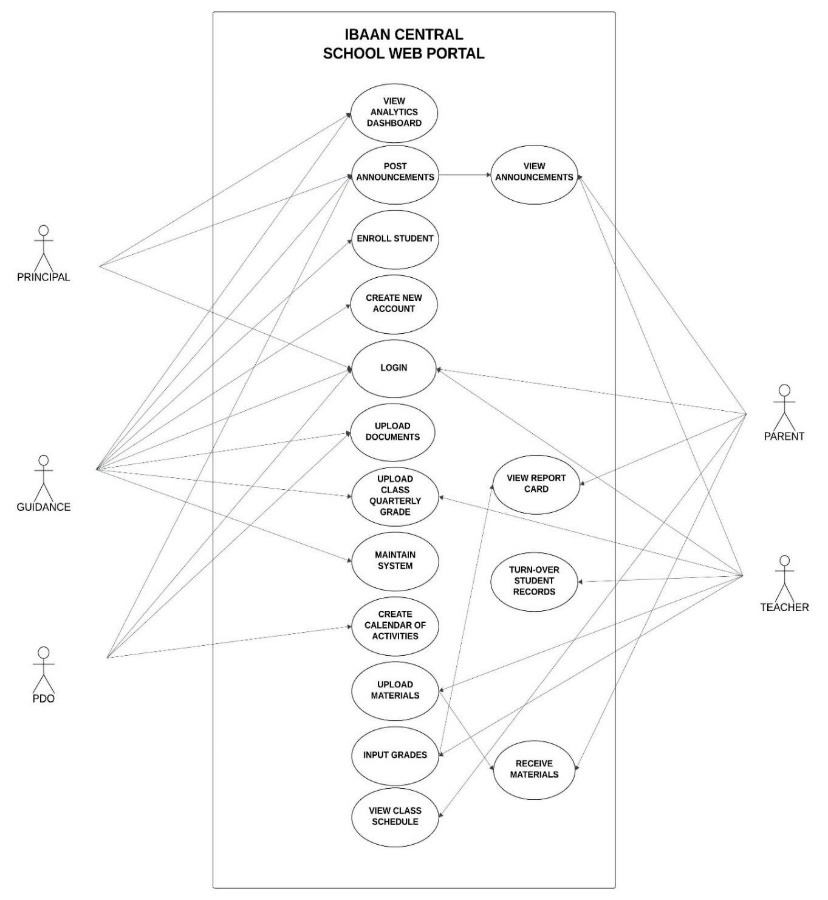 IBAAN CENTRAL
SCHOOL WEB PORTAL
VIEW
ANALYTICS
DASHBOARD
POST
ANNOUNCEMENTS
VIEW
ANNOUNCEMENTS
ENROLL STUDENT
PRINCIPAL
CREATE NEW
ACCOUNT
LOGIN
UPLOAD
DOCUMENTS
PARENT
UPLOAD
CLASS
QUARTERLY
GRADE
VIEW REPORT
CARD
GUIDANCE
MAINTAIN
SYSTEM
TURN-OVER
STUDENT
RECORDS
TEACHER
CREATE
CALENDAR OF
ACTIVITIES
PDO
UPLOAD
MATERIALS
INPUT GRADES
RECEIVE
MATERIALS
VIEW CLASS
SCHEDULE